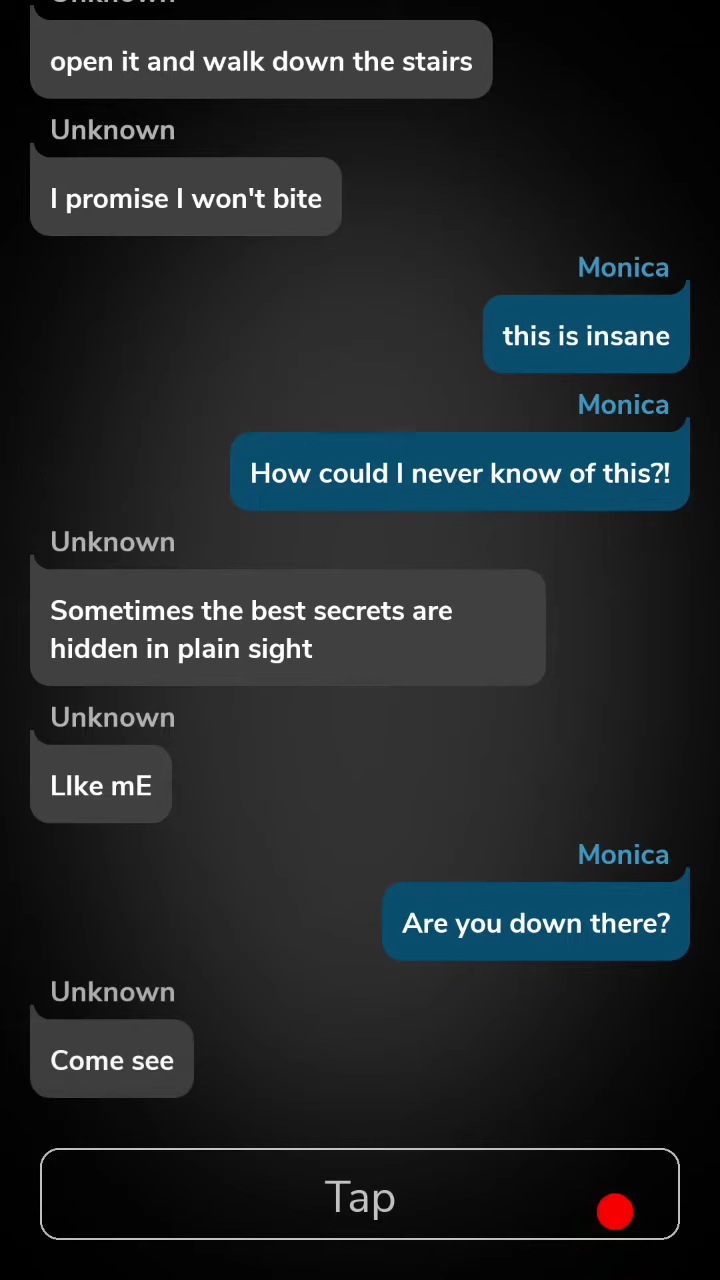 Unknown
open it and walk down the stairs
Unknown
I promise I won't bite
Monica
this is insane
Monica
How could I never know of this?!
Unknown
Sometimes the best secrets are
hidden in plain sight
Unknown
LIke mE
Monica
Are you down there?
Unknown
Come see
Tap